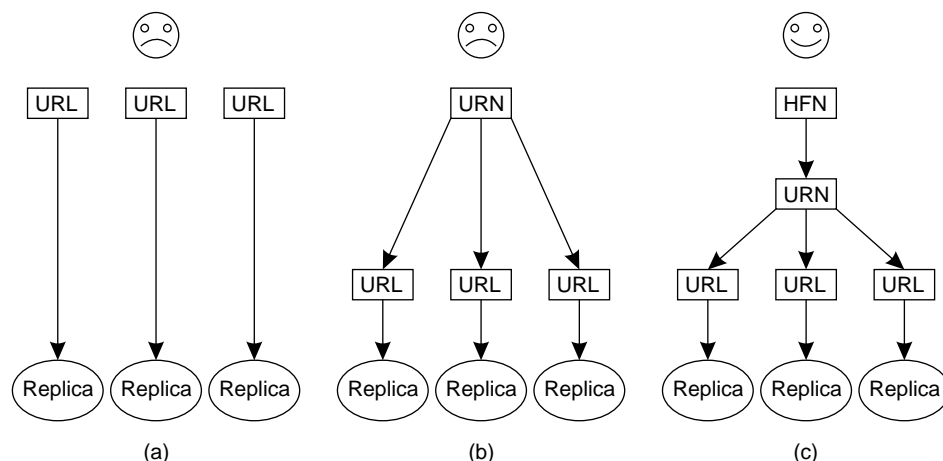 URL URL URL URN HFN
URN
URL URL URL URL URL URL
Replica Replica Replica Replica Replica Replica Replica Replica Replica
(a) (b) (c)